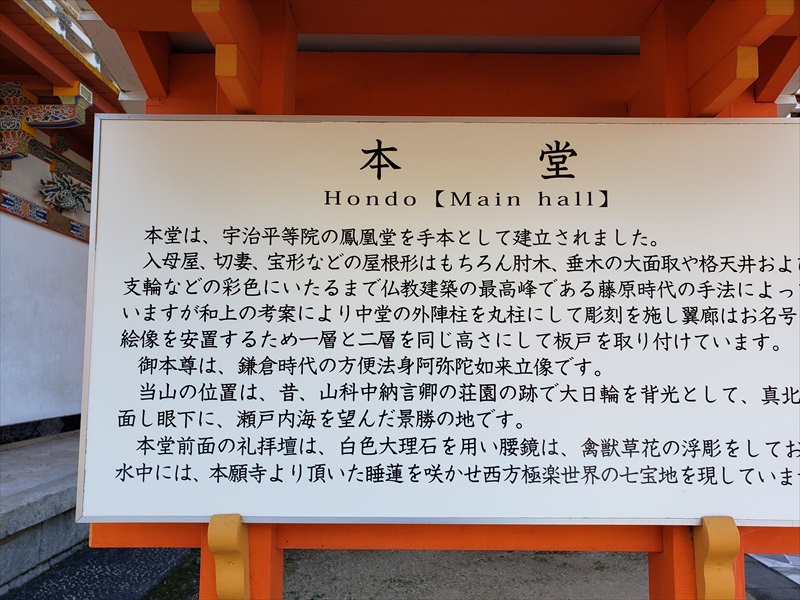 本堂
Hondo【Main hall】
本堂は、宇治平等院の鳳凰堂を手本として建立されました。
入母屋、切妻、宝形などの屋根形はもちろん肘木、垂木の大面取や格天井およ
支輪などの彩色にいたるまで仏教建築の最高峰である藤原時代の手法によっ
いますが和上の考案により中堂の外陣柱を丸柱にして彫刻を施し翼廊はお名号
絵像を安置するため一層と二層を同じ高さにして板戸を取り付けています。
御本尊は、鎌倉時代の方便法身阿弥陀如来立像です。
当山の位置は、昔、山科中納言卿の荘園の跡で大日輪を背光として、真北
面し眼下に、瀬戸内海を望んだ景勝の地です。
本堂前面の礼拝壇は、白色大理石を用い腰鏡は、禽獣草花の浮彫をしてお
水中には、本願寺より頂いた睡蓮を咲かせ西方極楽世界の七宝地を現していま